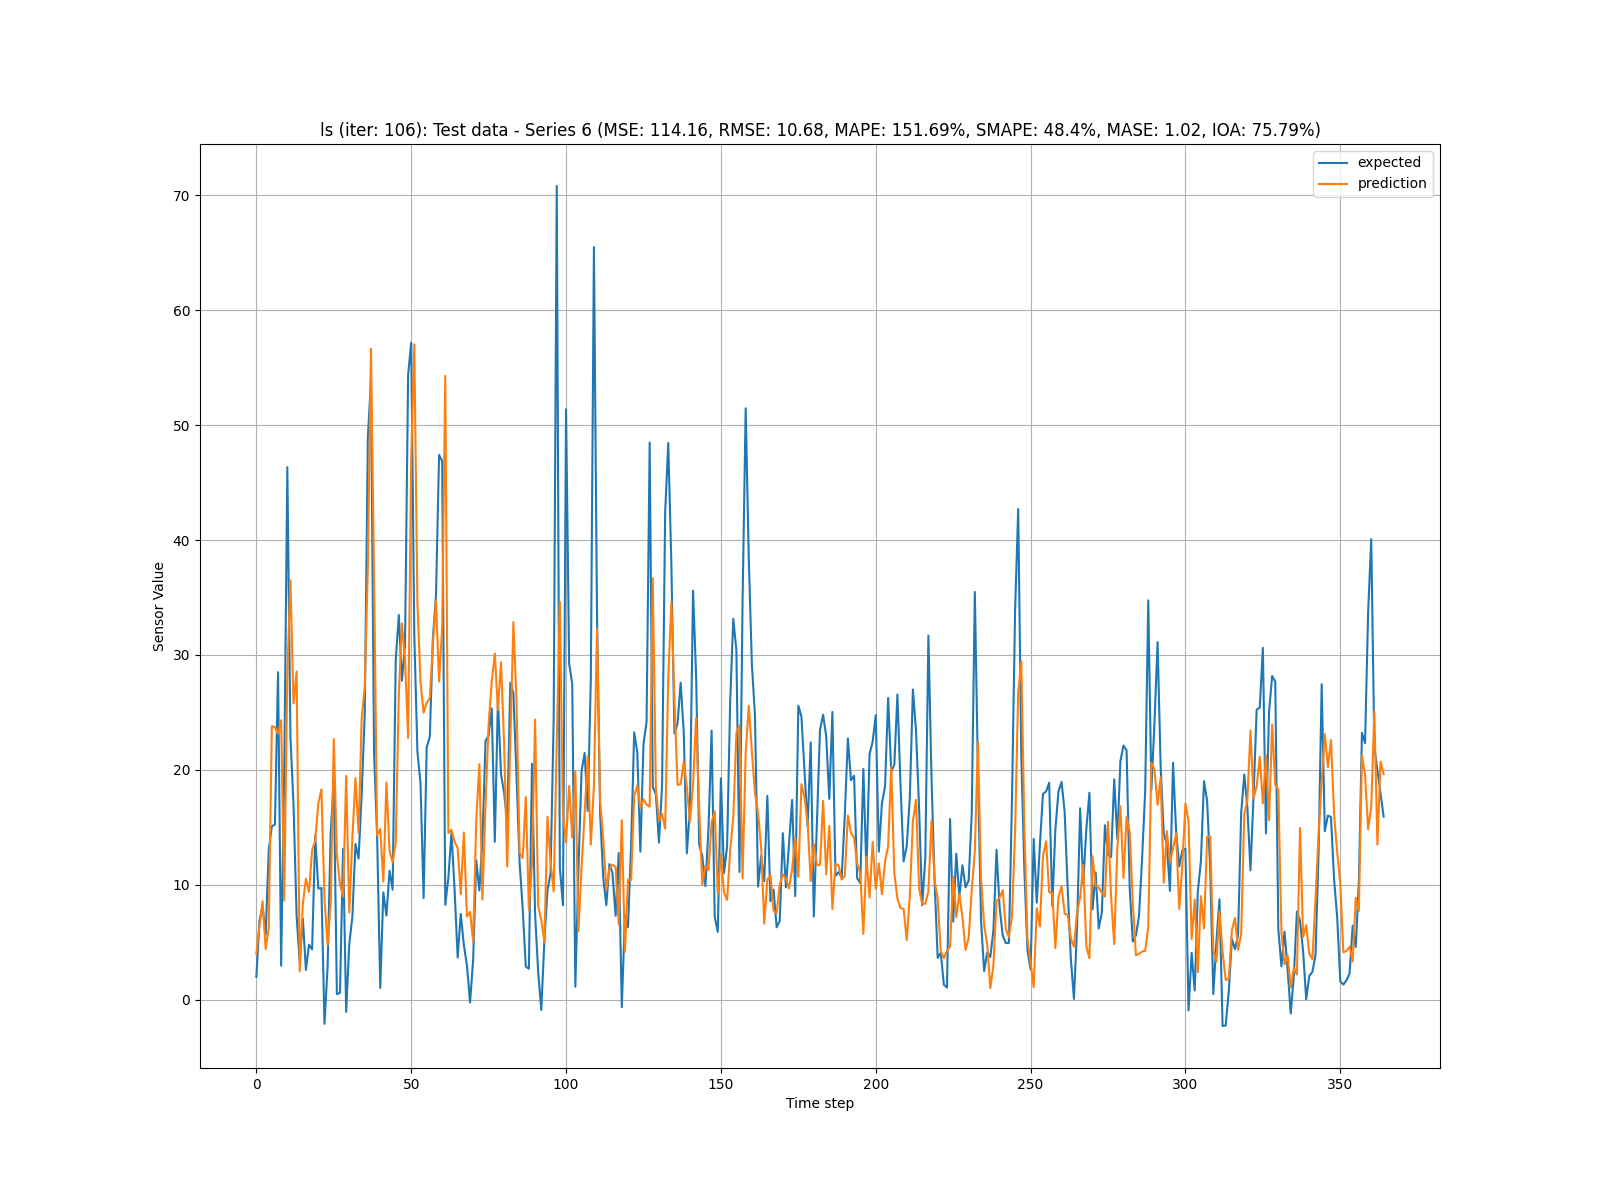 ls (iter: 106): Test data - Series 6 (MSE: 114.16, RMSE: 10.68, MAPE: 151.69%, SMAPE: 48.4%, MASE: 1.02, IOA: 75.79%)
expected
prediction
70
60
50
40
30
20
10
0
Sensor Value
0 50 100 150 200 250 300 350
Time step